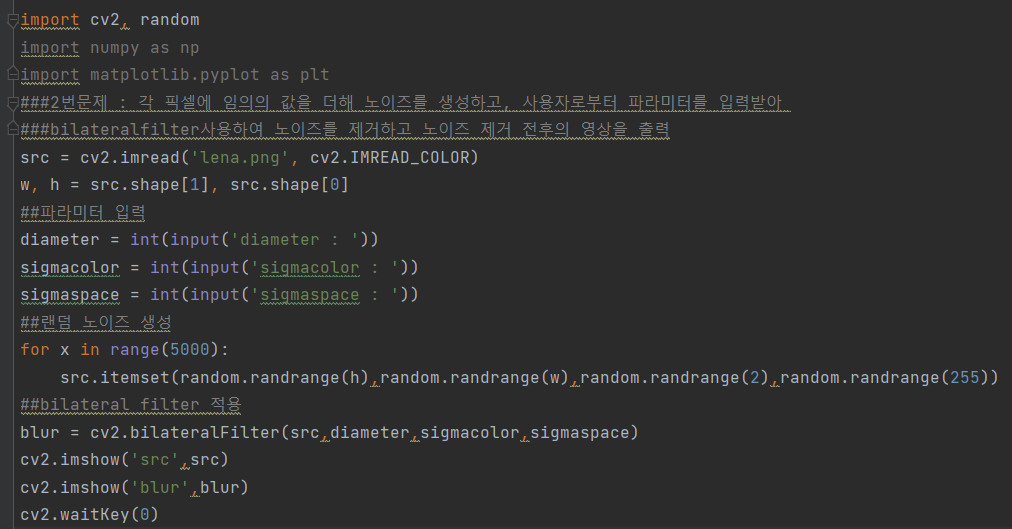 import cv2, random
import numpy as np
import matplotlib.pyplot as plt
###2번문제 : 각 픽셀에 임의의 값을 더해 노이즈를 생성하고, 사용자로부터 파라미터를 입력받아
###bilateralfilter사용하여 노이즈를 제거하고 노이즈 제거 전후의 영상을 출력
src = cv2.imread('lena.png', cv2.IMREAD_COLOR)
w, h = src.shape[1], src.shape[0]
##파라미터 입력
diameter = int(input('diameter : '))
sigmacolor = int(input('sigmacolor : '))
sigmaspace = int(input('sigmaspace : '))
##랜덤 노이즈 생성
for x in range(5000):
    src.itemset(random.randrange(h),random.randrange(w),random.randrange(2),random.randrange(255))
##bilateral filter 적용
blur = cv2.bilateralFilter(src,diameter,sigmacolor,sigmaspace)
cv2.imshow('src',src)
cv2.imshow('blur',blur)
cv2.waitKey(0)